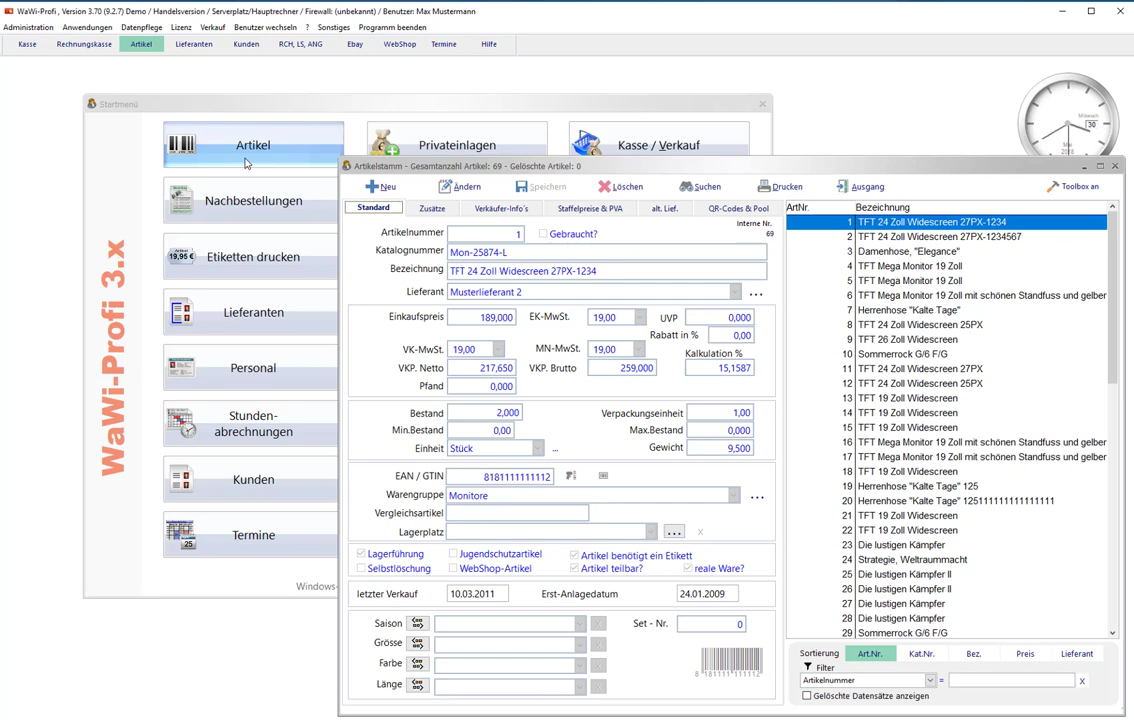 WaWi-Profi , Version 3.70 (9.2.7) Demo / Handelsversion / Serverplatz/Hauptrechner / Firewall: (unbekannt) / Benutzer: Max Mustermann
Administration Anwendungen Datenpflege Lizenz Verkauf Benutzer wechseln ? Sonstiges Programm beenden
Kasse Rechnungskasse Artikel Lieferanten Kunden RCH, LS, ANG Ebay WebShop Termine Hilfe
Startmenü
WaWi-Profi 3.x
Artikel
Nachbestellungen
Etiketten drucken
Artikel
19,95 €
Lieferanten
Personal
Stunden-
abrechnungen
Kunden
Termine
25
Privateinlagen
Kasse / Verkauf
Windows-
Mittwoch
30
Mai
2018
Artikelstamm - Gesamtanzahl Artikel: 69 - Gelöschte Artikel: 0
Neu Ändern Speichern Löschen Suchen Drucken Ausgang Toolbox an
Standard Zusätze Verkäufer-Info´s Staffelpreise & PVA alt. Lief. QR-Codes & Pool
Interne Nr.
69
Artikelnummer 1 Gebraucht?
Katalognummer Mon-25874-L
Bezeichnung TFT 24 Zoll Widescreen 27PX-1234
Lieferant Musterlieferant 2 ...
Einkaufspreis 189,000 EK-MwSt. 19,00 UVP 0,000
Rabatt in % 0,00
VK-MwSt. 19,00 MN-MwSt. 19,00 Kalkulation %
VKP. Netto 217,650 VKP. Brutto 259,000 15,1587
Pfand 0,000
Bestand 2,000 Verpackungseinheit 1,00
Min.Bestand 0,00 Max.Bestand 0,000
Einheit Stück ... Gewicht 9,500
EAN / GTIN 8181111111112
Warengruppe Monitore ...
Vergleichsartikel
Lagerplatz ... x
Lagerführung Jugendschutzartikel Artikel benötigt ein Etikett
Selbstlöschung WebShop-Artikel Artikel teilbar? reale Ware?
letzter Verkauf 10.03.2011 Erst-Anlagedatum 24.01.2009
Saison Set - Nr. 0
Grösse
Farbe
Länge
8 181111 111112
ArtNr. Bezeichnung
1 TFT 24 Zoll Widescreen 27PX-1234
2 TFT 24 Zoll Widescreen 27PX-1234567
3 Damenhose, "Elegance"
4 TFT Mega Monitor 19 Zoll
5 TFT Mega Monitor 19 Zoll
6 TFT Mega Monitor 19 Zoll mit schönen Standfuss und gelber
7 Herrenhose "Kalte Tage"
8 TFT 24 Zoll Widescreen 25PX
9 TFT 26 Zoll Widescreen
10 Sommerrock G/6 F/G
11 TFT 24 Zoll Widescreen 27PX
12 TFT 24 Zoll Widescreen 25PX
13 TFT 19 Zoll Widescreen
14 TFT 19 Zoll Widescreen
15 TFT 19 Zoll Widescreen
16 TFT Mega Monitor 19 Zoll mit schönen Standfuss und gelber
17 TFT Mega Monitor 19 Zoll mit schönen Standfuss und gelber
18 TFT 19 Zoll Widescreen
19 Herrenhose "Kalte Tage" 125
20 Herrenhose "Kalte Tage" 125111111111111111
21 TFT 19 Zoll Widescreen
22 TFT 19 Zoll Widescreen
23 Die lustigen Kämpfer
24 Strategie, Weltraummacht
25 Die lustigen Kämpfer II
26 Die lustigen Kämpfer II
27 Die lustigen Kämpfer
28 Die lustigen Kämpfer
29 Sommerrock G/6 F/G
Sortierung Art.Nr. Kat.Nr. Bez. Preis Lieferant
Filter
Artikelnummer = X
Gelöschte Datensätze anzeigen